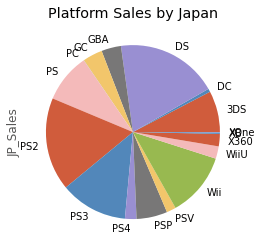 Platform Sales by Japan
GBA
GC
PC
PS
DS
DC
3DS
XOne
X360
WiiU
Wii
PSV
PSP
PS4
PS3
PS2
JP_Sales